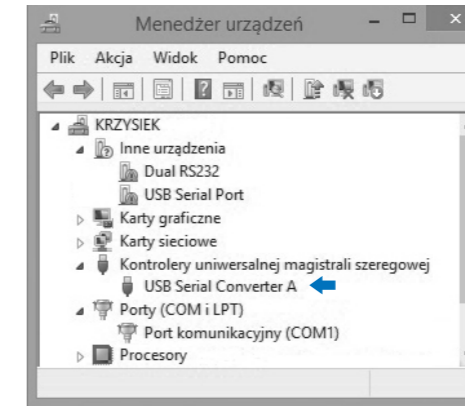 Menedżer urządzeń
Plik Akcja Widok Pomoc
KRZYSIEK
Inne urządzenia
Dual RS232
USB Serial Port
Karty graficzne
Karty sieciowe
Kontrolery uniwersalnej magistrali szeregowej
USB Serial Converter A
Porty (COM i LPT)
Port komunikacyjny (COM1)
Procesory